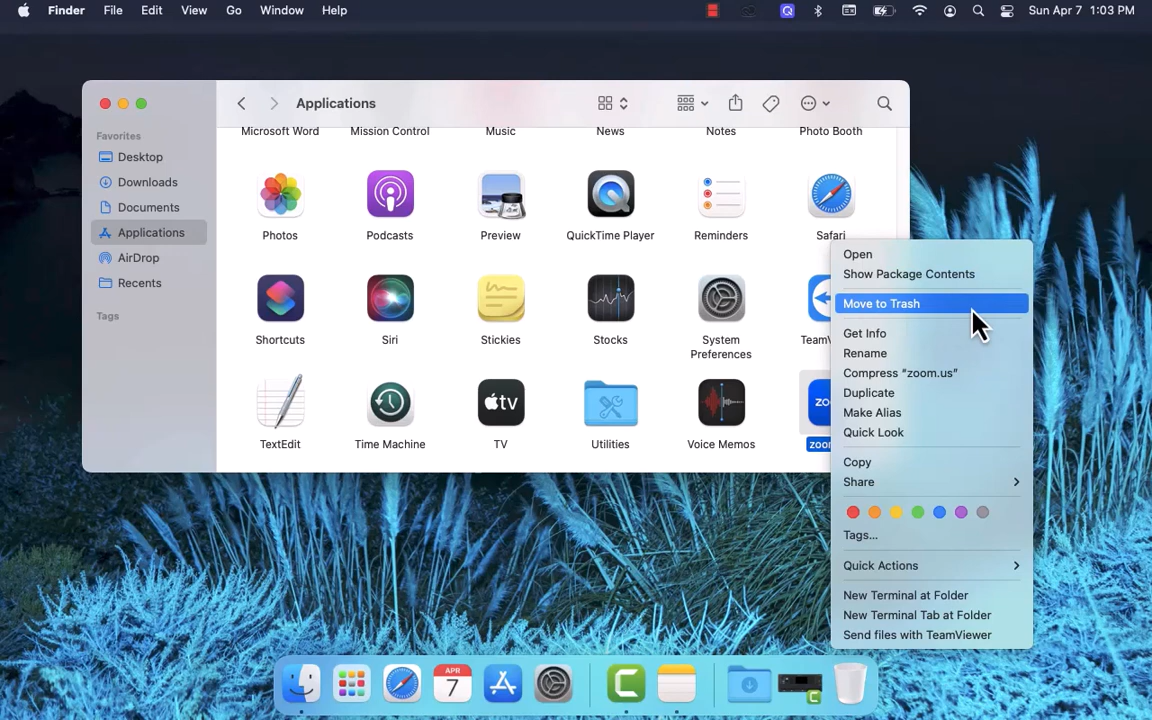 Finder File Edit View Go Window Help Sun Apr 7 1:03 PM
Applications
Favorites
Desktop
Downloads
Documents
Applications
AirDrop
Recents
Tags
Microsoft Word Mission Control Music News Notes Photo Booth
Photos Podcasts Preview QuickTime Player Reminders Safari
Shortcuts Siri Stickies Stocks System Preferences
TextEdit Time Machine TV Utilities Voice Memos
tv
Open
Show Package Contents
Move to Trash
Get Info
Rename
Compress “zoom.us”
Duplicate
Make Alias
Quick Look
Copy
Share
Tags...
Quick Actions
New Terminal at Folder
New Terminal Tab at Folder
Send files with TeamViewer
APR
7